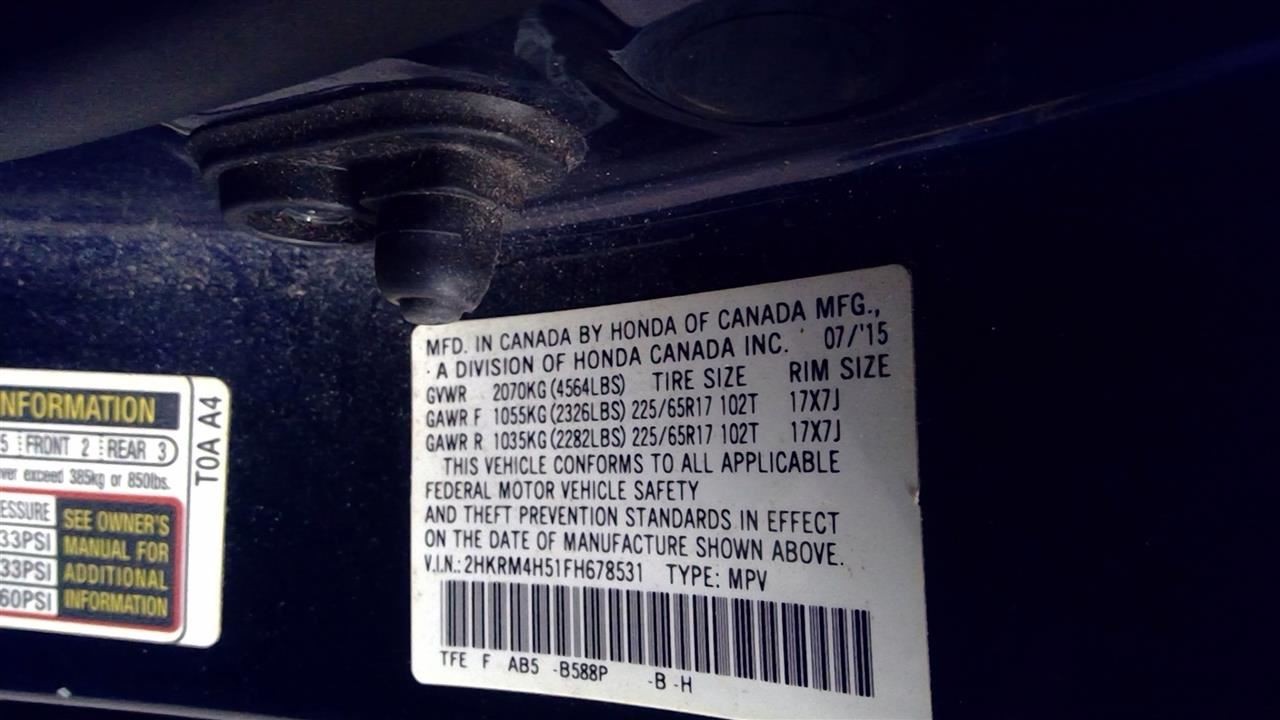 NFORMATION
5 FRONT 2 REAR 3
ver exceed 385kg or 850lbs.
ESSURE
33PSI
33PSI
60PSI
SEE OWNER'S
MANUAL FOR
ADDITIONAL
INFORMATION
T0A A4
MFD. IN CANADA BY HONDA OF CANADA MFG.,
A DIVISION OF HONDA CANADA INC. 07/'15
GVWR 2070KG(4564LBS) TIRE SIZE RIM SIZE
GAWR F 1055KG(2326LBS) 225/65R17 102T 17X7J
GAWR R 1035KG(2282LBS) 225/65R17 102T 17X7J
THIS VEHICLE CONFORMS TO ALL APPLICABLE
FEDERAL MOTOR VEHICLE SAFETY
AND THEFT PREVENTION STANDARDS IN EFFECT
ON THE DATE OF MANUFACTURE SHOWN ABOVE.
V.I.N.: 2HKRM4H51FH678531 TYPE: MPV
TFE F AB5 -B588P -B -H